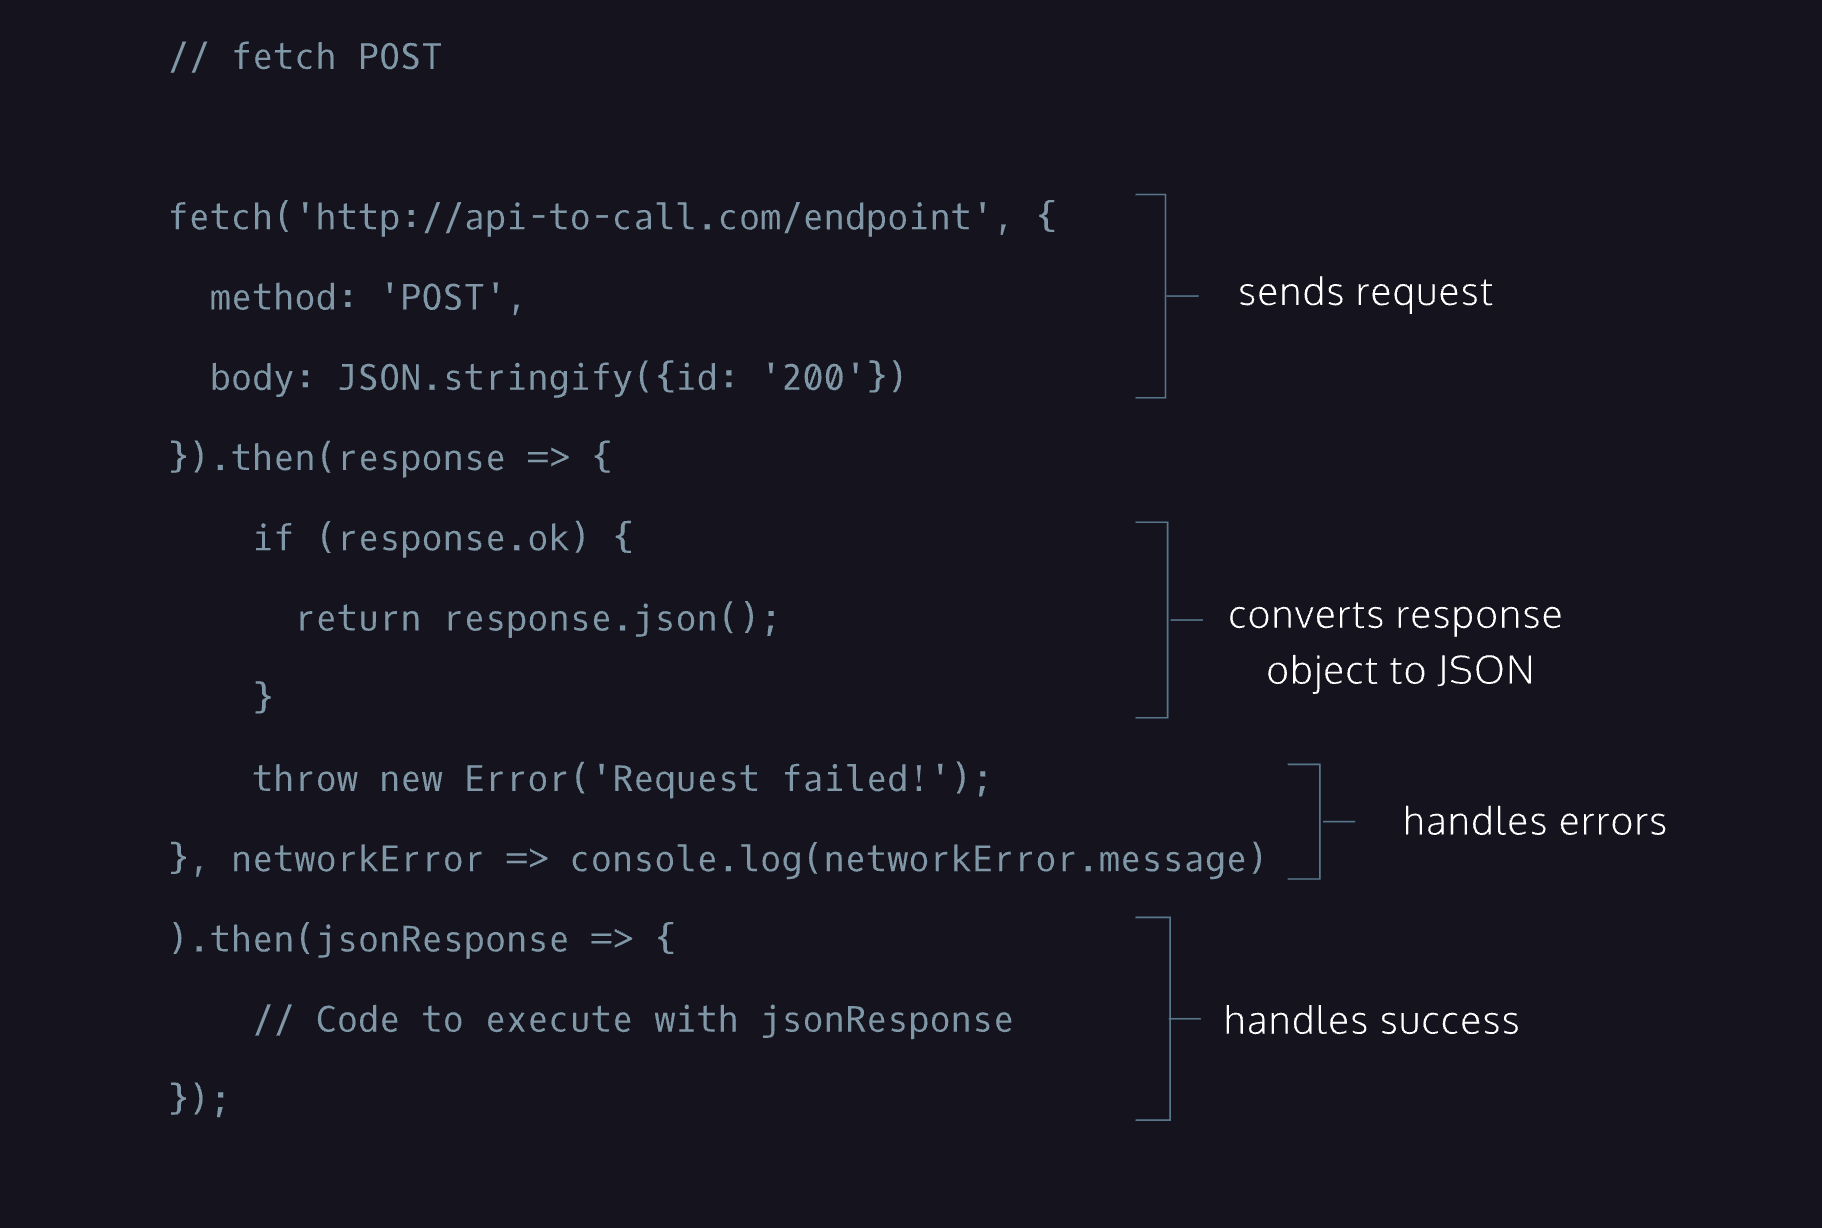 // fetch POST
fetch('http://api-to-call.com/endpoint', {
  method: 'POST',
  body: JSON.stringify({id: '200'})
}).then(response => {
    if (response.ok) {
      return response.json();
    }
    throw new Error('Request failed!');
}, networkError => console.log(networkError.message)
).then(jsonResponse => {
    // Code to execute with jsonResponse
});
sends request
converts response
object to JSON
handles errors
handles success